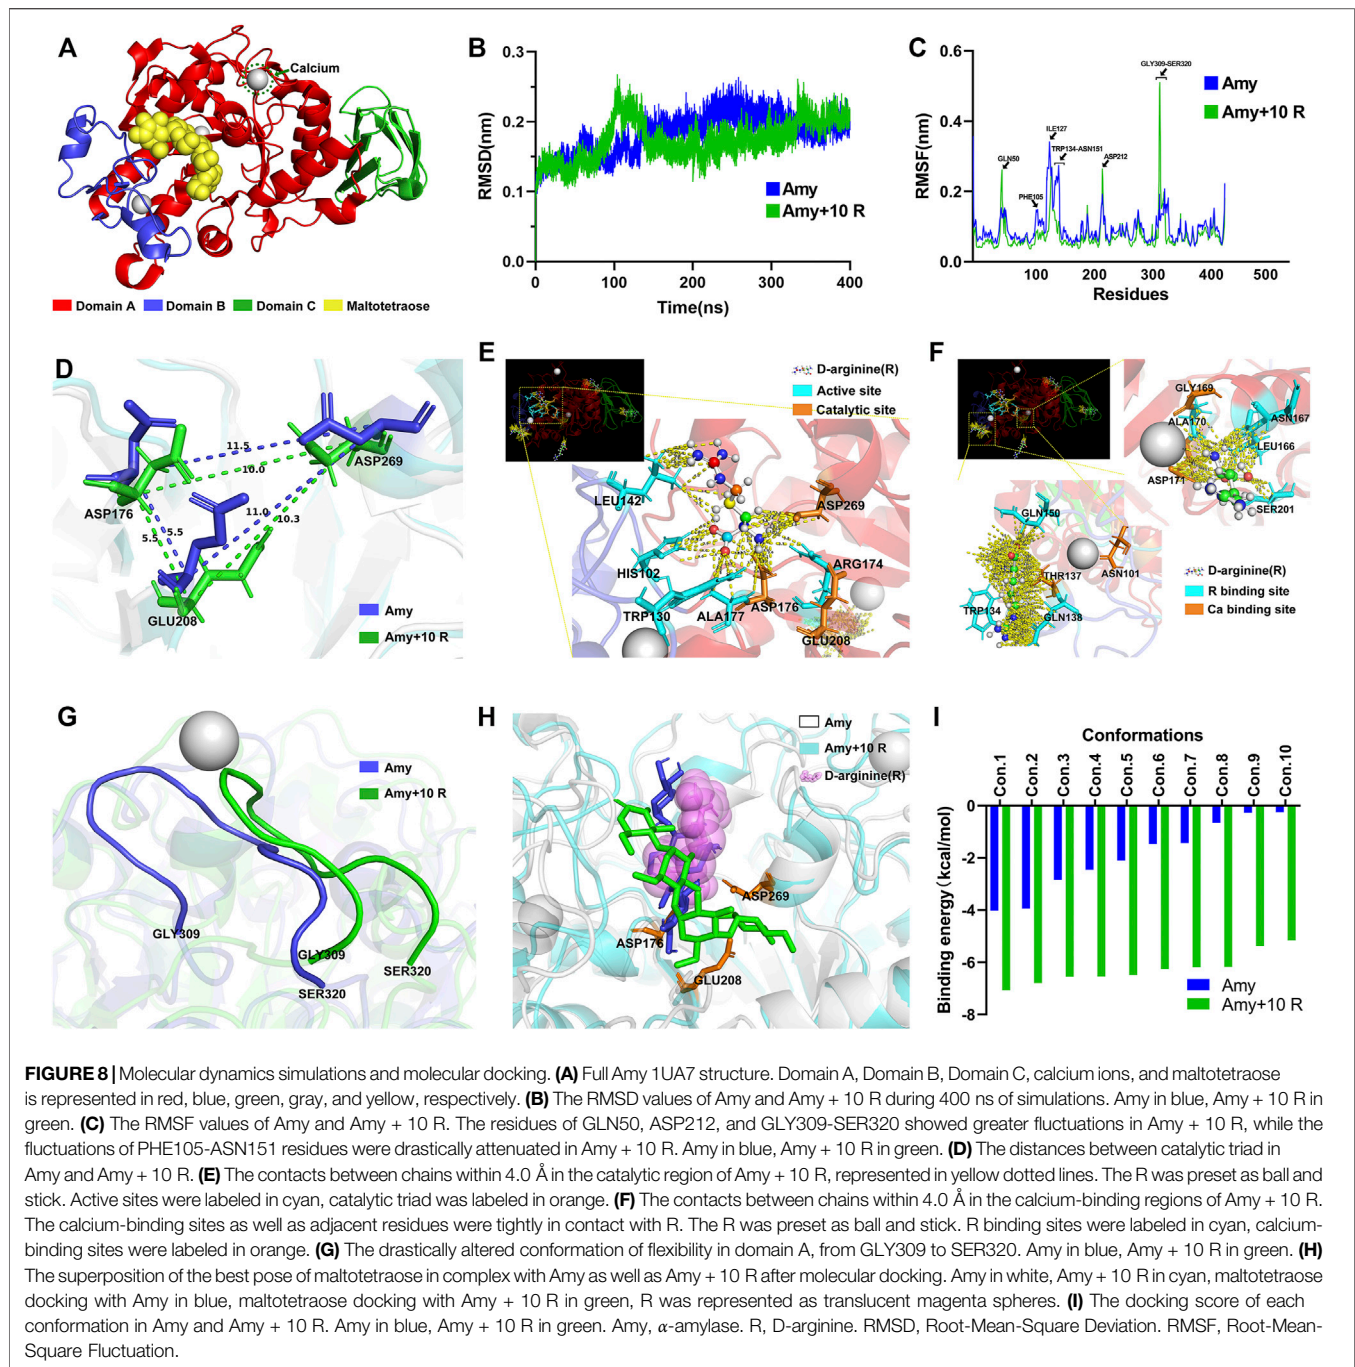 A
Calcium
Domain A
Domain B
Domain C
Maltotetraose
B
RMSD(nm)
0.3
0.2
0.1
0.0
0
100
200
300
400
Time(ns)
Amy
Amy+10 R
C
RMSF(nm)
0.6
0.4
0.2
0.0
100
200
300
400
500
Residues
GLN50
PHE105
ILE127
TRP134-ASN151
ASP212
GLY309-SER320
Amy
Amy+10 R
D
11.5
10.0
ASP269
ASP176
5.5
5.5
11.0
10.3
GLU208
Amy
Amy+10 R
E
D-arginine(R)
Active site
Catalytic site
LEU142
ASP269
HIS102
ARG174
TRP130
ALA177
ASP176
GLU208
F
GLY169
ALA170
ASN167
LEU166
ASP171
SER201
GLN150
THR137
ASN101
TRP134
GLN138
D-arginine(R)
R binding site
Ca binding site
G
Amy
Amy+10 R
GLY309
GLY309
SER320
SER320
H
Amy
Amy+10 R
D-arginine(R)
ASP269
ASP176
GLU208
I
Conformations
Con.1
Con.2
Con.3
Con.4
Con.5
Con.6
Con.7
Con.8
Con.9
Con.10
Binding energy (kcal/mol)
0
-2
-4
-6
-8
Amy
Amy+10 R
FIGURE 8 | Molecular dynamics simulations and molecular docking. (A) Full Amy 1UA7 structure. Domain A, Domain B, Domain C, calcium ions, and maltotetraose
is represented in red, blue, green, gray, and yellow, respectively. (B) The RMSD values of Amy and Amy + 10 R during 400 ns of simulations. Amy in blue, Amy + 10 R in
green. (C) The RMSF values of Amy and Amy + 10 R. The residues of GLN50, ASP212, and GLY309-SER320 showed greater fluctuations in Amy + 10 R, while the
fluctuations of PHE105-ASN151 residues were drastically attenuated in Amy + 10 R. Amy in blue, Amy + 10 R in green. (D) The distances between catalytic triad in
Amy and Amy + 10 R. (E) The contacts between chains within 4.0 Å in the catalytic region of Amy + 10 R, represented in yellow dotted lines. The R was preset as ball and
stick. Active sites were labeled in cyan, catalytic triad was labeled in orange. (F) The contacts between chains within 4.0 Å in the calcium-binding regions of Amy + 10 R.
The calcium-binding sites as well as adjacent residues were tightly in contact with R. The R was preset as ball and stick. R binding sites were labeled in cyan, calcium-
binding sites were labeled in orange. (G) The drastically altered conformation of flexibility in domain A, from GLY309 to SER320. Amy in blue, Amy + 10 R in green. (H)
The superposition of the best pose of maltotetraose in complex with Amy as well as Amy + 10 R after molecular docking. Amy in white, Amy + 10 R in cyan, maltotetraose
docking with Amy in blue, maltotetraose docking with Amy + 10 R in green, R was represented as translucent magenta spheres. (I) The docking score of each
conformation in Amy and Amy + 10 R. Amy in blue, Amy + 10 R in green. Amy, α-amylase. R, D-arginine. RMSD, Root-Mean-Square Deviation. RMSF, Root-Mean-
Square Fluctuation.